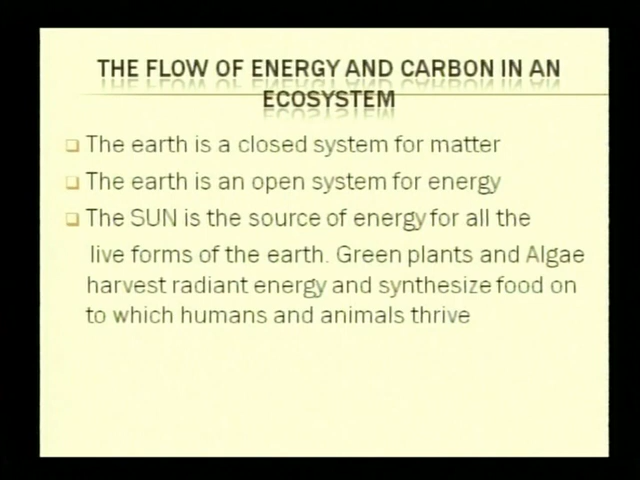 THE FLOW OF ENERGY AND CARBON IN AN
ECOSYSTEM
The earth is a closed system for matter
The earth is an open system for energy
The SUN is the source of energy for all the
live forms of the earth. Green plants and Algae
harvest radiant energy and synthesize food on
to which humans and animals thrive